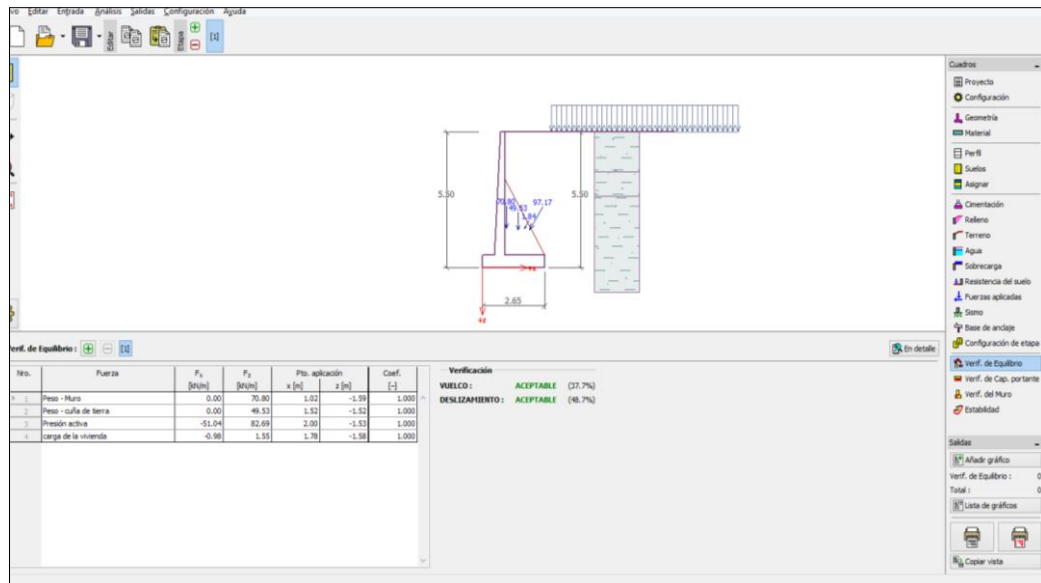 vo Editar Entrada Análisis Salidas Configuración Ayuda
Editar
Etapa
[1]
5.50
5.50
70.80
49.53
97.17
1.84
2.65
+x
+z
Cuadros
Proyecto
Configuración
Geometría
Material
Perfil
Suelos
Asignar
Cimentación
Relleno
Terreno
Agua
Sobrecarga
Resistencia del suelo
Fuerzas aplicadas
Sismo
Base de anclaje
Configuración de etapa
Verif. de Equilibrio
Verif. de Cap. portante
Verif. del Muro
Estabilidad
Salidas
Añadir gráfico
Verif. de Equilibrio : 0
Total : 0
Lista de gráficos
Copiar vista
Verif. de Equilibrio : [1] En detalle
Nro. Fuerza Fx Fz Pto. aplicación Coef.
[kN/m] [kN/m] x [m] z [m] [-]
1 Peso - Muro 0.00 70.80 1.02 -1.59 1.000
2 Peso - cuña de tierra 0.00 49.53 1.52 -1.52 1.000
3 Presión activa -51.04 82.69 2.00 -1.53 1.000
4 carga de la vivienda -0.98 1.55 1.78 -1.58 1.000
Verificación
VUELCO : ACEPTABLE (37.7%)
DESLIZAMIENTO : ACEPTABLE (48.7%)